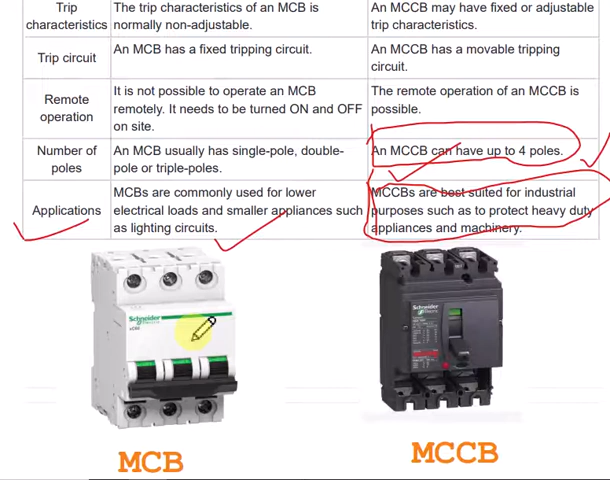 Trip
characteristics
The trip characteristics of an MCB is
normally non-adjustable.
An MCCB may have fixed or adjustable
trip characteristics.
Trip circuit
An MCB has a fixed tripping circuit.
An MCCB has a movable tripping
circuit.
Remote
operation
It is not possible to operate an MCB
remotely. It needs to be turned ON and OFF
on site.
The remote operation of an MCCB is
possible.
Number of
poles
An MCB usually has single-pole, double-
pole or triple-poles.
An MCCB can have up to 4 poles.
Applications
MCBs are commonly used for lower
electrical loads and smaller appliances such
as lighting circuits.
MCCBs are best suited for industrial
purposes such as to protect heavy duty
appliances and machinery.
Schneider
Electric
Schneider
Electric
MCB
MCCB